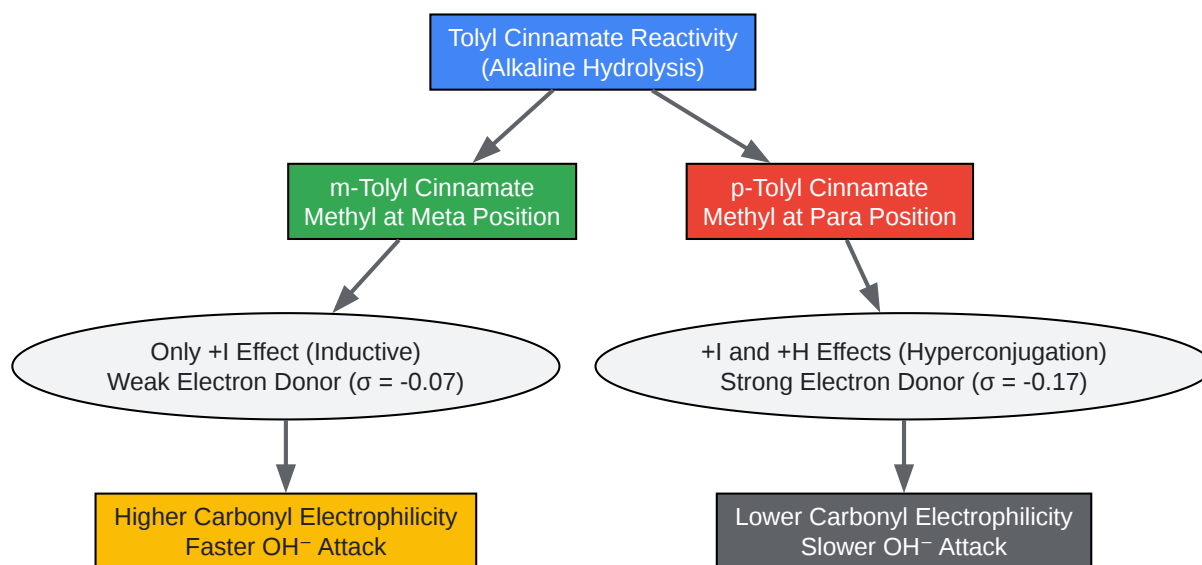 Tolyl Cinnamate Reactivity
(Alkaline Hydrolysis)
m-Tolyl Cinnamate
Methyl at Meta Position
p-Tolyl Cinnamate
Methyl at Para Position
Only +I Effect (Inductive)
Weak Electron Donor (σ = -0.07)
+I and +H Effects (Hyperconjugation)
Strong Electron Donor (σ = -0.17)
Higher Carbonyl Electrophilicity
Faster OH⁻ Attack
Lower Carbonyl Electrophilicity
Slower OH⁻ Attack